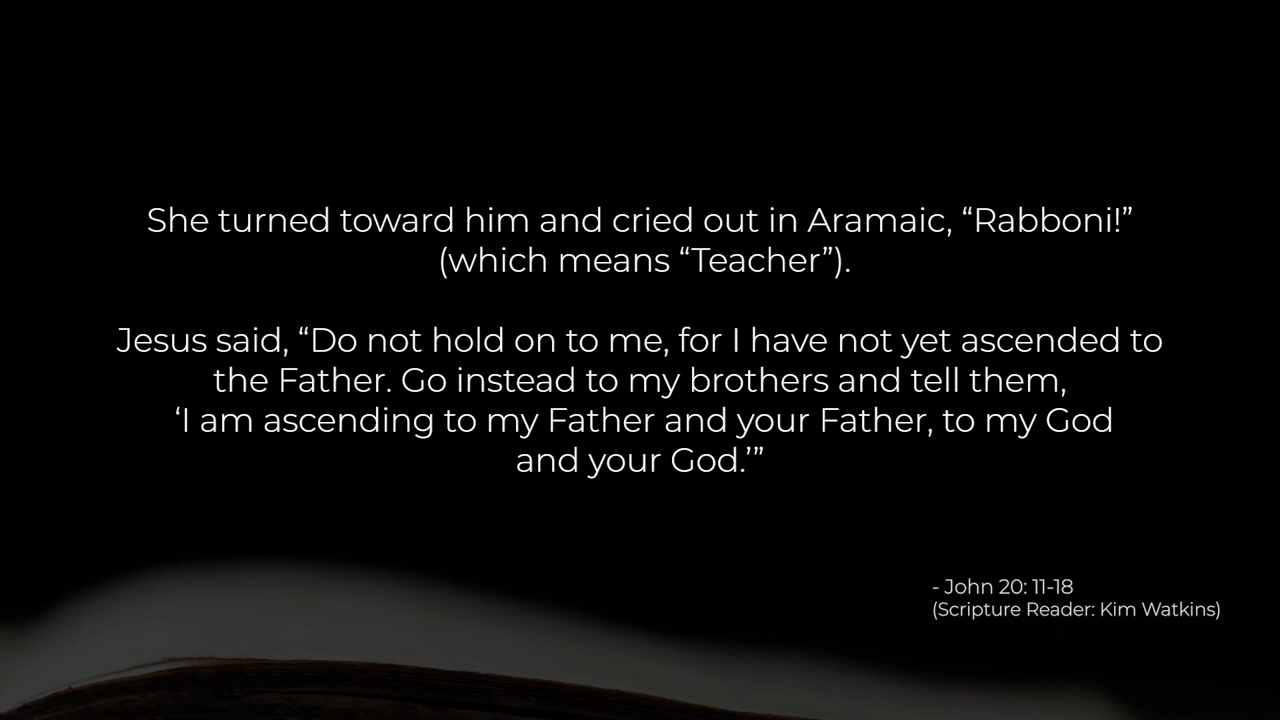 She turned toward him and cried out in Aramaic, “Rabboni!”
(which means “Teacher”).
Jesus said, “Do not hold on to me, for I have not yet ascended to
the Father. Go instead to my brothers and tell them,
‘I am ascending to my Father and your Father, to my God
and your God.’”
- John 20: 11-18
(Scripture Reader: Kim Watkins)